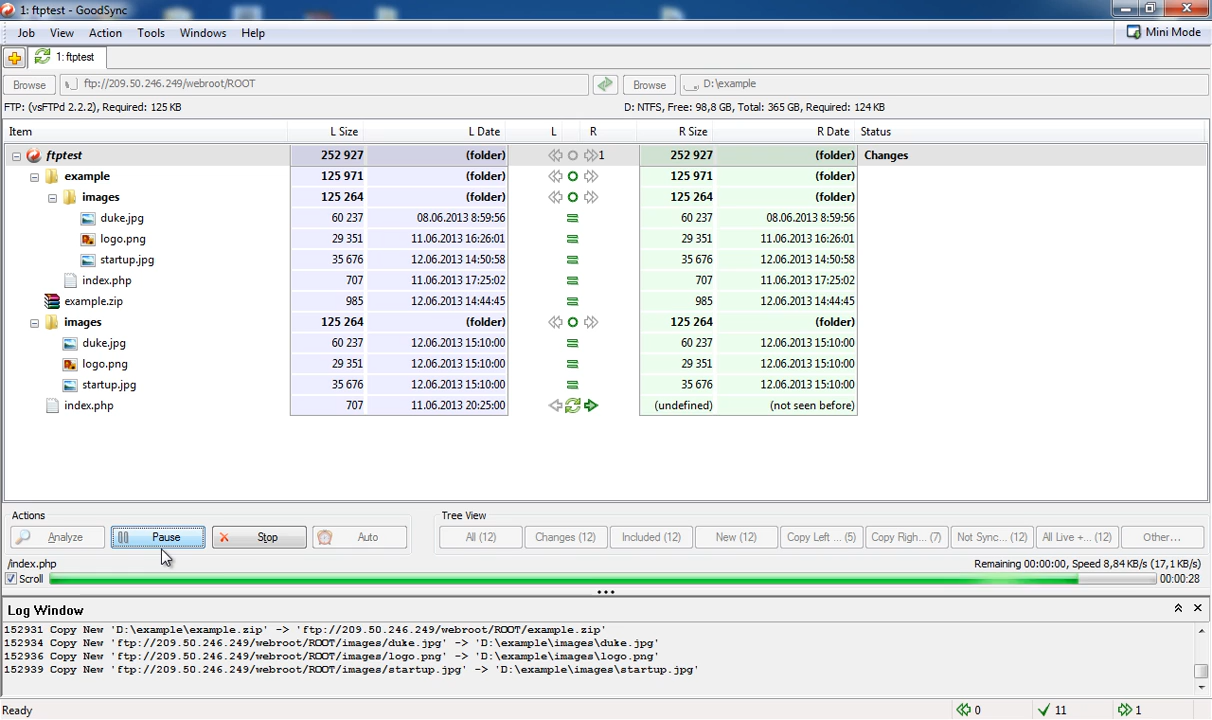 1: ftptest - GoodSync
Job View Action Tools Windows Help Mini Mode
1: ftptest
Browse ftp://209.50.246.249/webroot/ROOT Browse D:\example
FTP: (vsFTPd 2.2.2), Required: 125 KB D: NTFS, Free: 98,8 GB, Total: 365 GB, Required: 124 KB
Item L Size L Date L R R Size R Date Status
ftptest 252 927 (folder) 1 252 927 (folder) Changes
example 125 971 (folder) 125 971 (folder)
images 125 264 (folder) 125 264 (folder)
duke.jpg 60 237 08.06.2013 8:59:56 60 237 08.06.2013 8:59:56
logo.png 29 351 11.06.2013 16:26:01 29 351 11.06.2013 16:26:01
startup.jpg 35 676 12.06.2013 14:50:58 35 676 12.06.2013 14:50:58
index.php 707 11.06.2013 17:25:02 707 11.06.2013 17:25:02
example.zip 985 12.06.2013 14:44:45 985 12.06.2013 14:44:45
images 125 264 (folder) 125 264 (folder)
duke.jpg 60 237 12.06.2013 15:10:00 60 237 12.06.2013 15:10:00
logo.png 29 351 12.06.2013 15:10:00 29 351 12.06.2013 15:10:00
startup.jpg 35 676 12.06.2013 15:10:00 35 676 12.06.2013 15:10:00
index.php 707 11.06.2013 20:25:00 (undefined) (not seen before)
Actions Tree View
Analyze Pause Stop Auto All (12) Changes (12) Included (12) New (12) Copy Left ... (5) Copy Righ... (7) Not Sync... (12) All Live +... (12) Other...
/index.php Remaining 00:00:00, Speed 8,84 KB/s (17,1 KB/s)
Scroll 00:00:28
Log Window
152931 Copy New 'D:\example\example.zip' -> 'ftp://209.50.246.249/webroot/ROOT/example.zip'
152934 Copy New 'ftp://209.50.246.249/webroot/ROOT/images/duke.jpg' -> 'D:\example\images\duke.jpg'
152936 Copy New 'ftp://209.50.246.249/webroot/ROOT/images/logo.png' -> 'D:\example\images\logo.png'
152939 Copy New 'ftp://209.50.246.249/webroot/ROOT/images/startup.jpg' -> 'D:\example\images\startup.jpg'
Ready 0 11 1